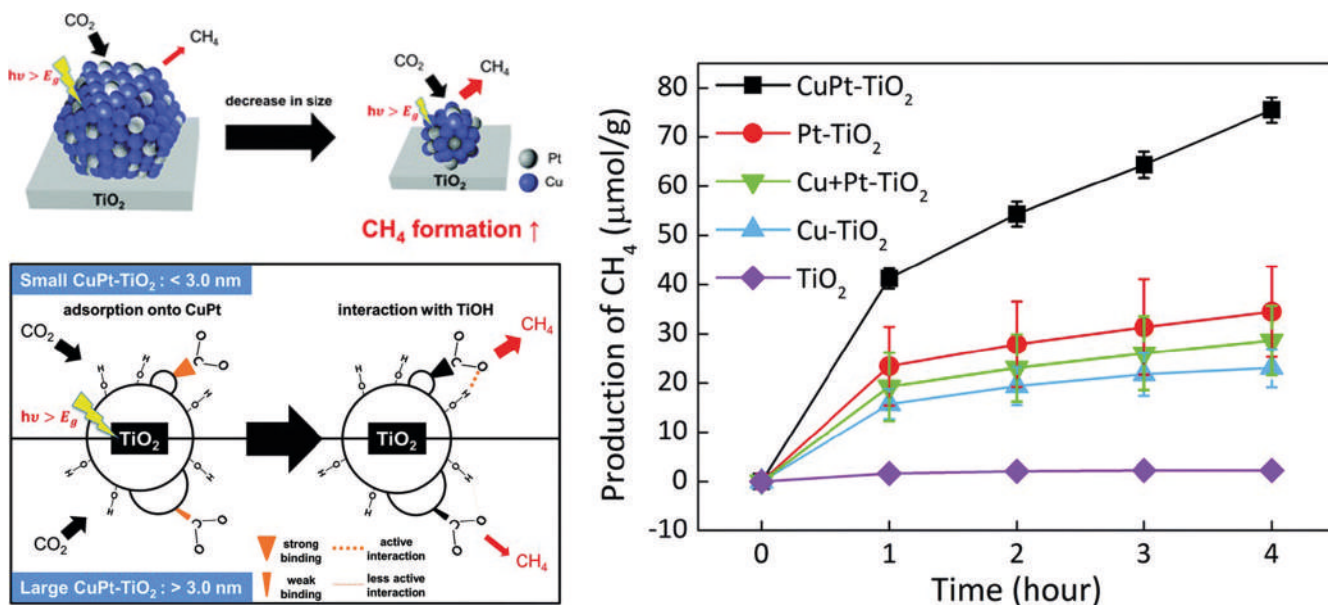 CO2
CH4
hυ > Eg
TiO2
decrease in size
CO2
CH4
hυ > Eg
TiO2
Pt
Cu
CH4 formation ↑
Small CuPt-TiO2 : < 3.0 nm
adsorption onto CuPt
interaction with TiOH
CO2
C
O
O
H
O
H
O
O
H
hυ > Eg
TiO2
CH4
C
O
O
H
O
H
O
O
H
TiO2
O
H
O
H
O
H
C
O
O
CO2
O
H
O
H
O
H
C
O
O
CH4
strong binding
active interaction
weak binding
less active interaction
Large CuPt-TiO2 : > 3.0 nm
Production of CH4 (μmol/g)
80
70
60
50
40
30
20
10
0
-10
CuPt-TiO2
Pt-TiO2
Cu+Pt-TiO2
Cu-TiO2
TiO2
0 1 2 3 4
Time (hour)